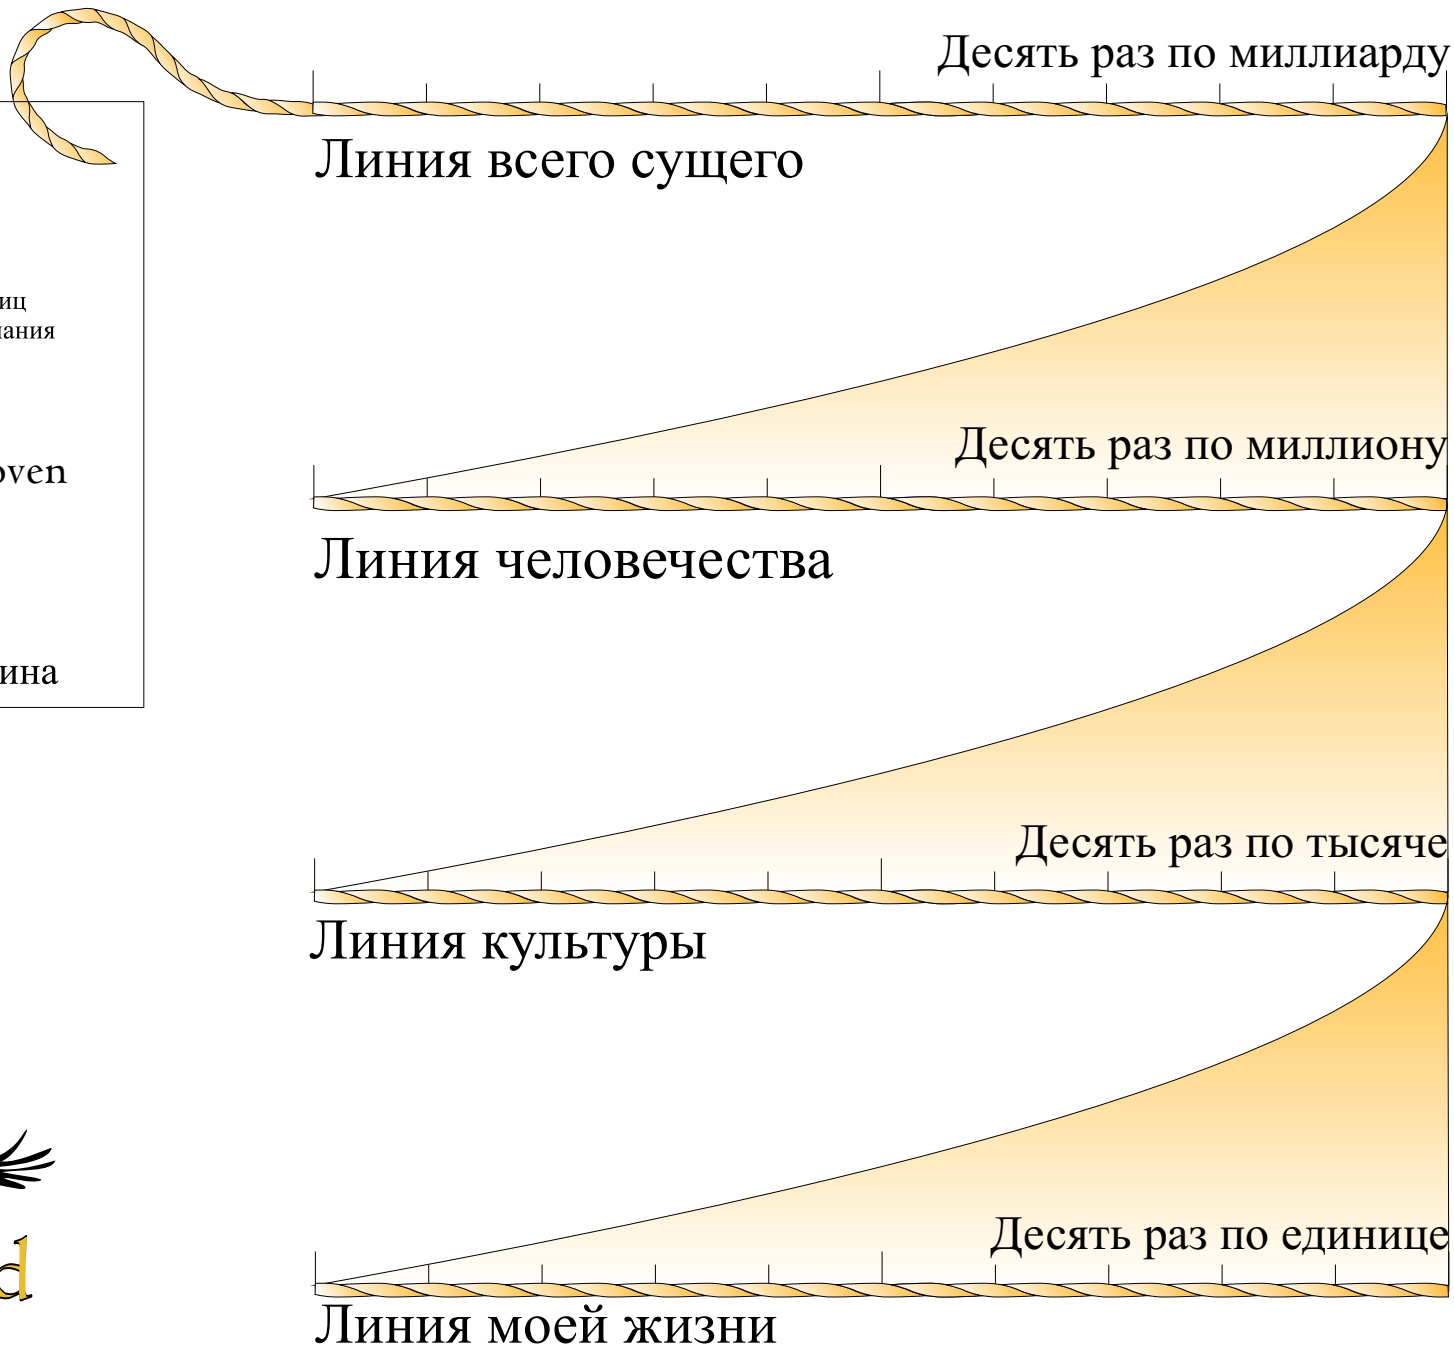 Десять раз по миллиарду
Линия всего сущего
Десять раз по миллиону
Линия человечества
Десять раз по тысяче
Линия культуры
Десять раз по единице
Линия моей жизни